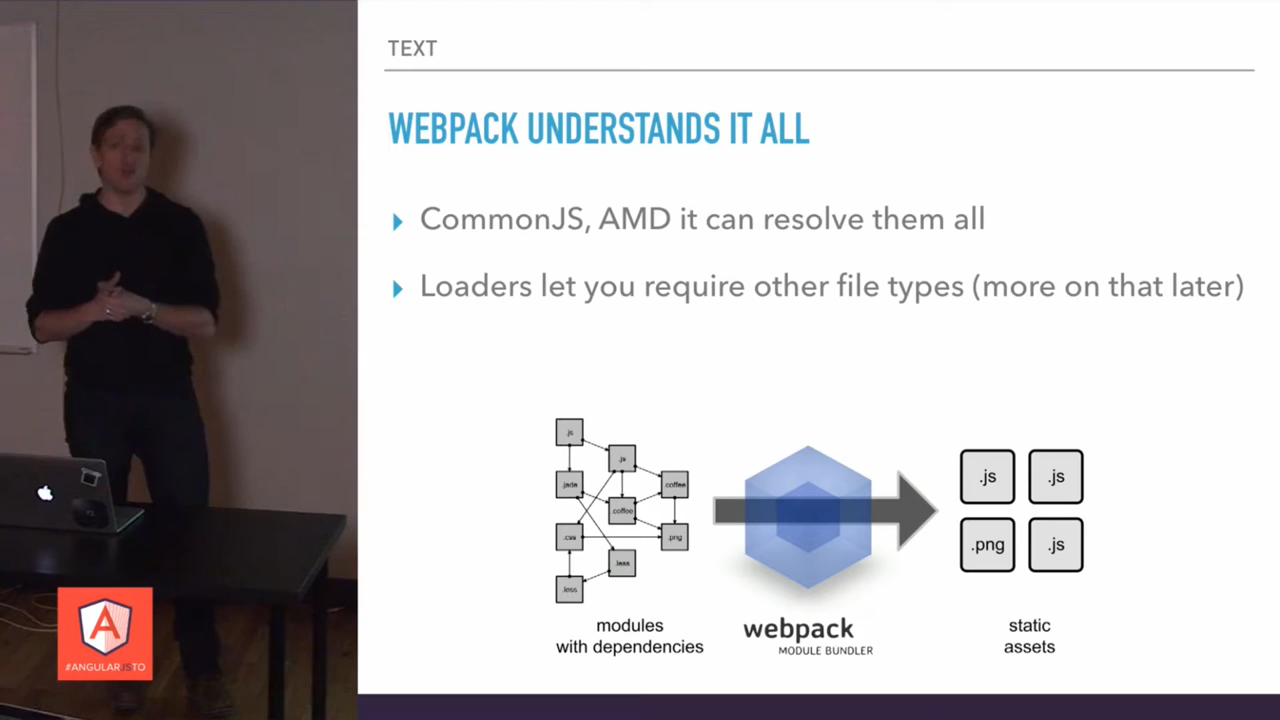 TEXT
WEBPACK UNDERSTANDS IT ALL
CommonJS, AMD it can resolve them all
Loaders let you require other file types (more on that later)
.js
.js
.jade
.coffee
.coffee
.css
.png
.less
.less
modules
with dependencies
webpack
MODULE BUNDLER
.js .js
.png .js
static
assets
A
#ANGULARJSTO